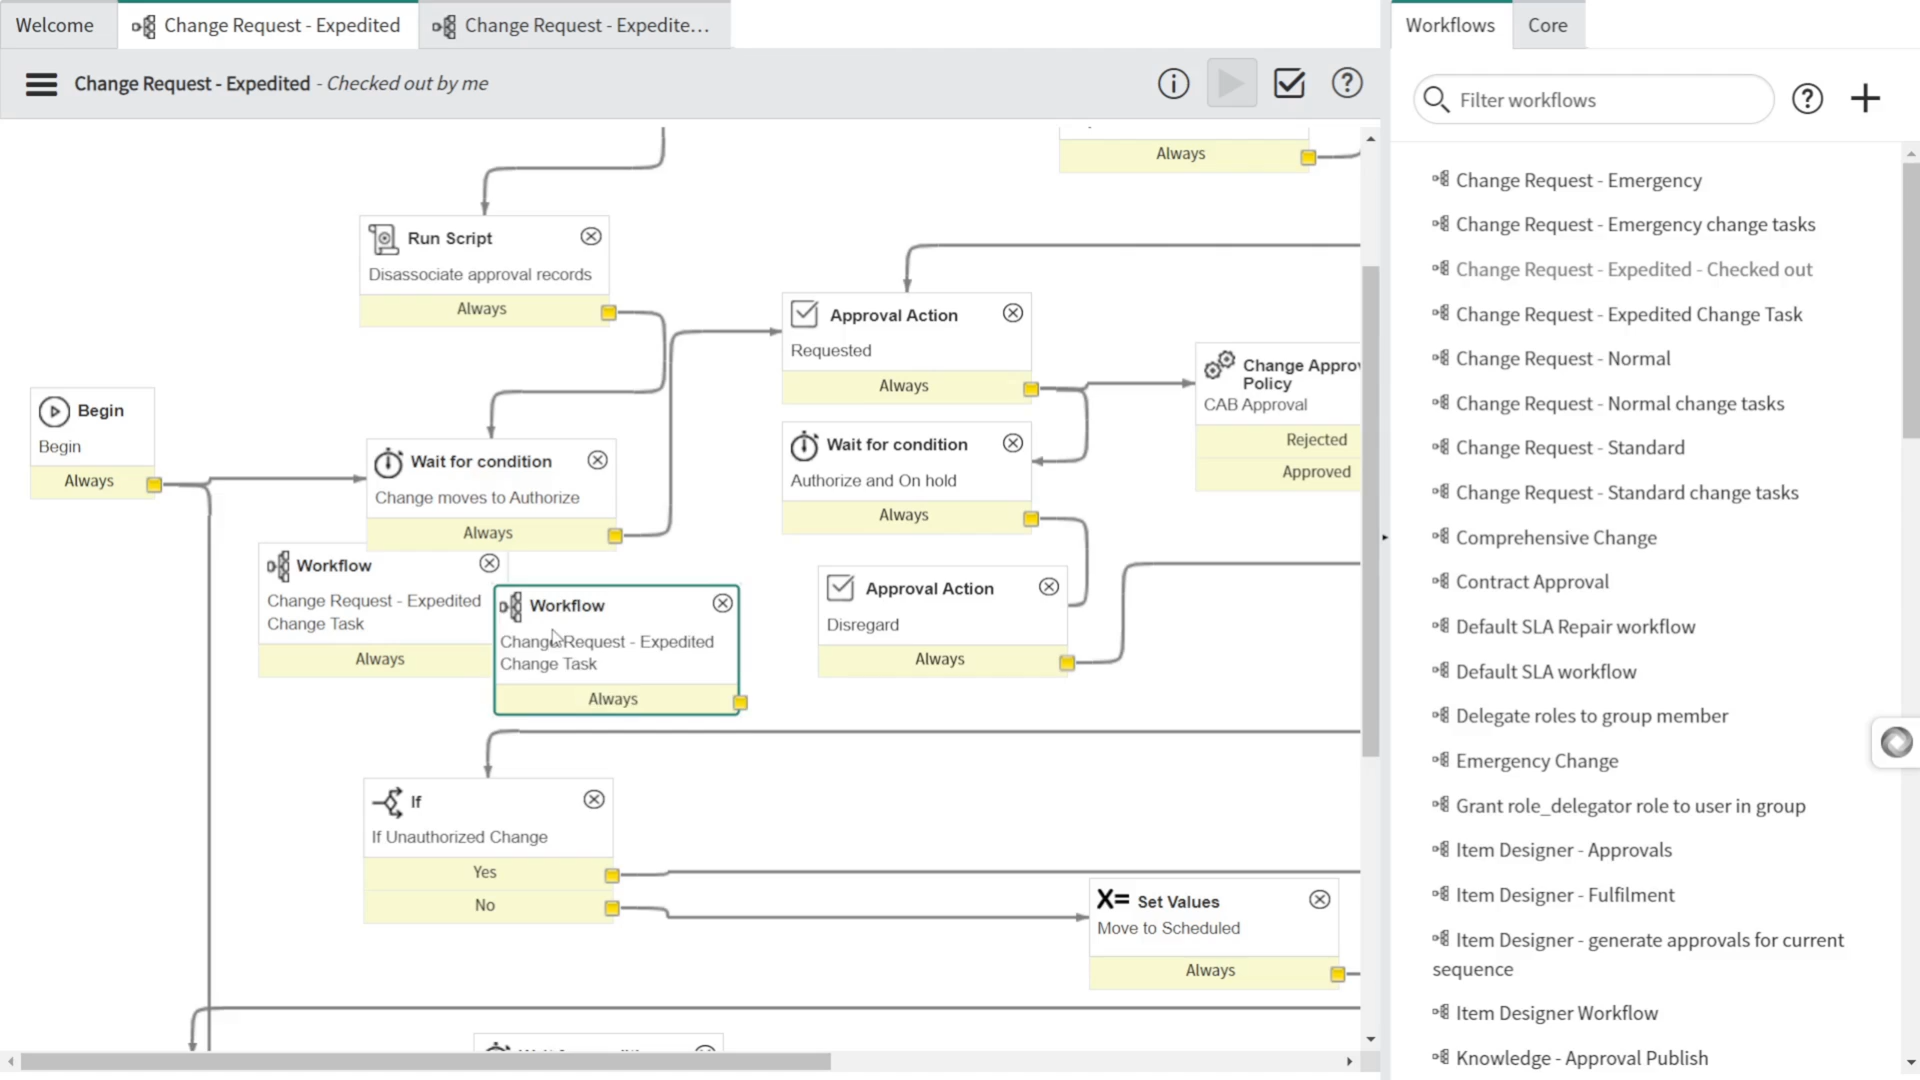 Welcome
Change Request - Expedited
Change Request - Expedite...
Change Request - Expedited - Checked out by me
Always
Run Script
Disassociate approval records
Always
Approval Action
Requested
Always
Change Appro
Policy
CAB Approval
Rejected
Approved
Begin
Begin
Always
Wait for condition
Change moves to Authorize
Always
Wait for condition
Authorize and On hold
Always
Workflow
Change Request - Expedited
Change Task
Always
Workflow
Change Request - Expedited
Change Task
Always
Approval Action
Disregard
Always
If
If Unauthorized Change
Yes
No
X= Set Values
Move to Scheduled
Always
Workflows
Core
Filter workflows
Change Request - Emergency
Change Request - Emergency change tasks
Change Request - Expedited - Checked out
Change Request - Expedited Change Task
Change Request - Normal
Change Request - Normal change tasks
Change Request - Standard
Change Request - Standard change tasks
Comprehensive Change
Contract Approval
Default SLA Repair workflow
Default SLA workflow
Delegate roles to group member
Emergency Change
Grant role_delegator role to user in group
Item Designer - Approvals
Item Designer - Fulfilment
Item Designer - generate approvals for current
sequence
Item Designer Workflow
Knowledge - Approval Publish